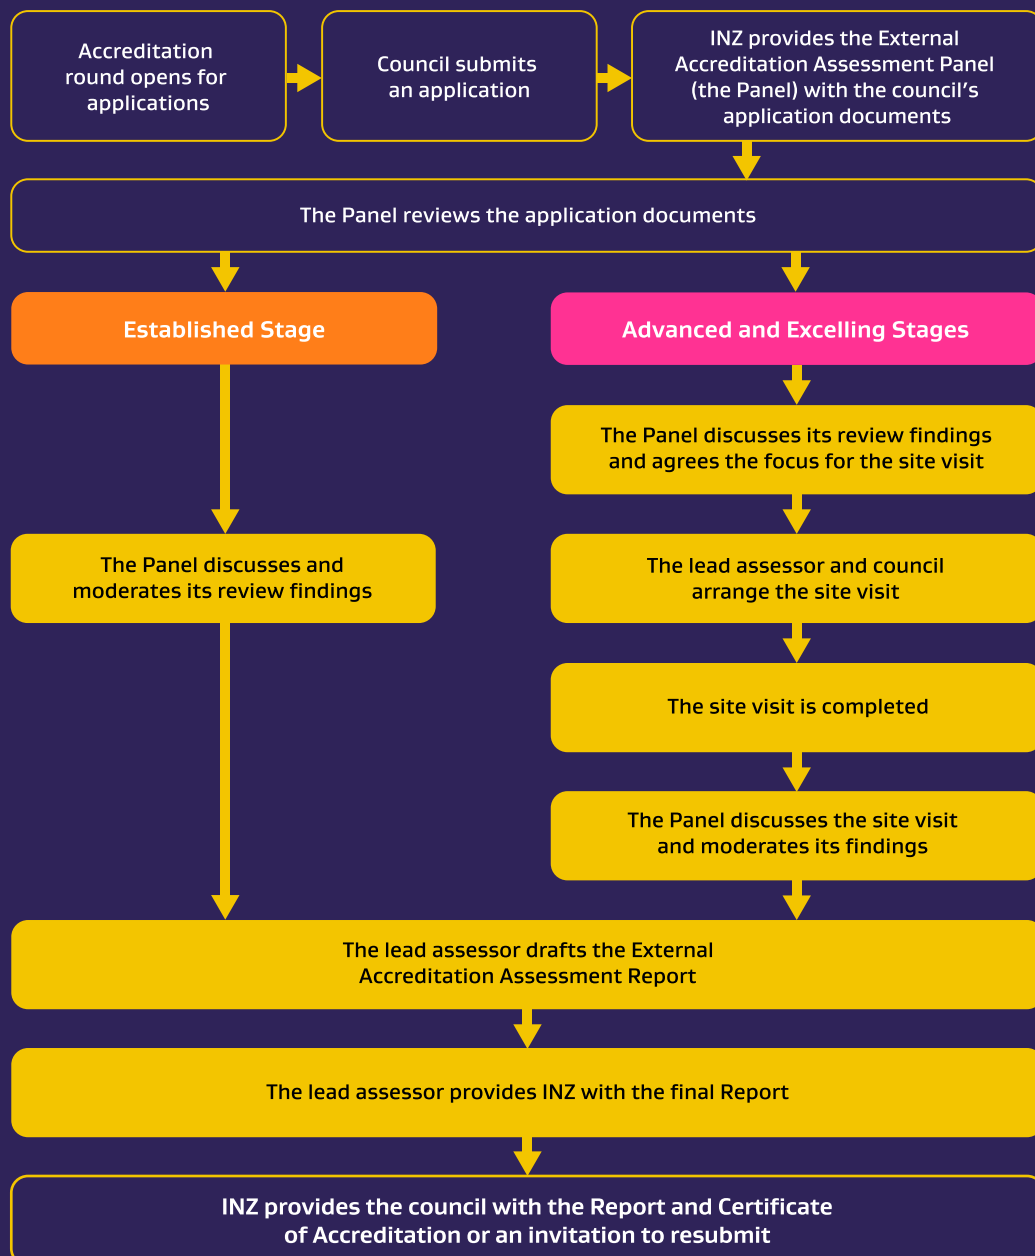 Accreditation
round opens for
applications
Council submits
an application
INZ provides the External
Accreditation Assessment Panel
(the Panel) with the council's
application documents
The Panel reviews the application documents
Established Stage
Advanced and Excelling Stages
The Panel discusses its review findings
and agrees the focus for the site visit
The Panel discusses and
moderates its review findings
The lead assessor and council
arrange the site visit
The site visit is completed
The Panel discusses the site visit
and moderates its findings
The lead assessor drafts the External
Accreditation Assessment Report
The lead assessor provides INZ with the final Report
INZ provides the council with the Report and Certificate
of Accreditation or an invitation to resubmit